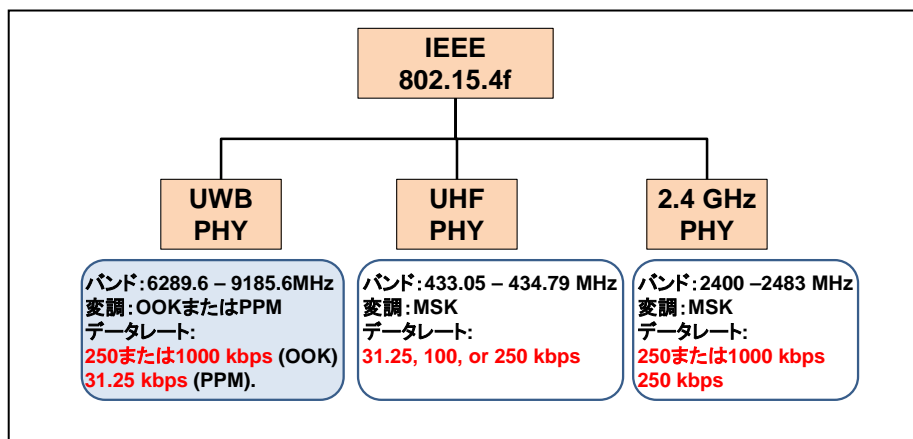 IEEE
802.15.4f
UWB
PHY
UHF
PHY
2.4 GHz
PHY
バンド:6289.6 – 9185.6MHz
変調:OOKまたはPPM
データレート:
250または1000 kbps (OOK)
31.25 kbps (PPM).
バンド:433.05 – 434.79 MHz
変調:MSK
データレート:
31.25, 100, or 250 kbps
バンド:2400 –2483 MHz
変調:MSK
データレート:
250または1000 kbps
250 kbps